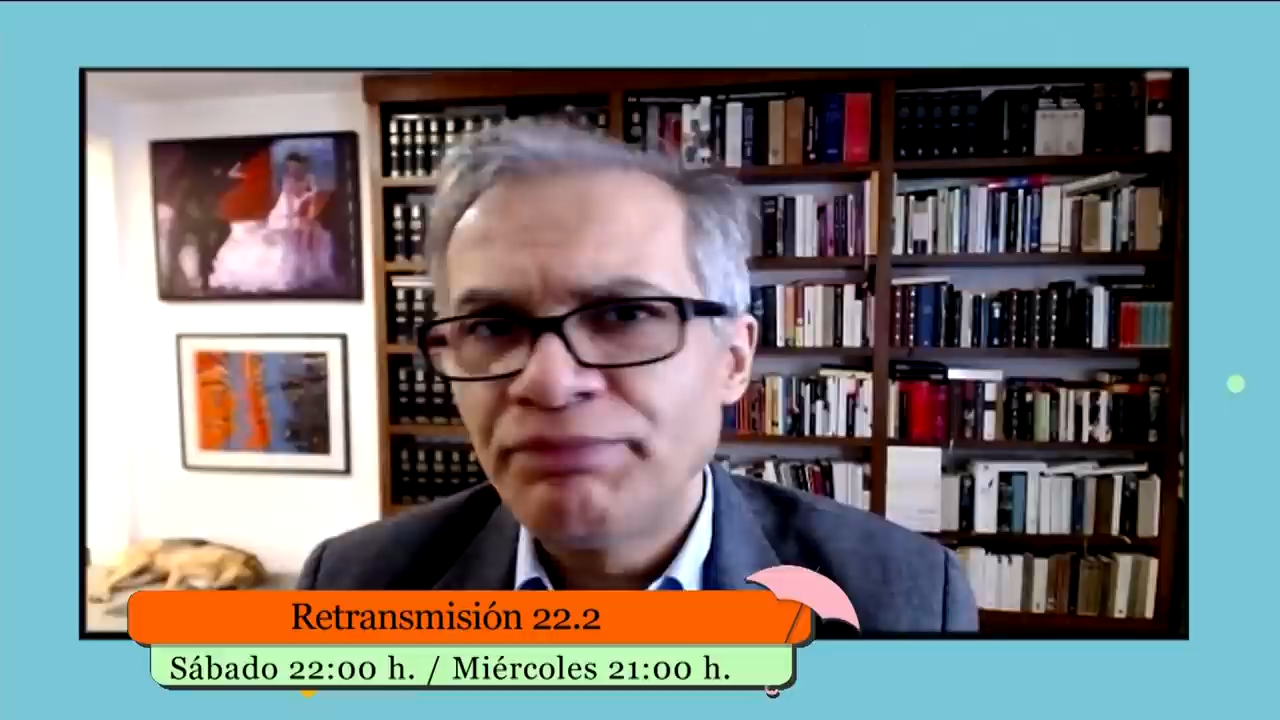 Retransmisión 22.2
Sábado 22:00 h. / Miércoles 21:00 h.